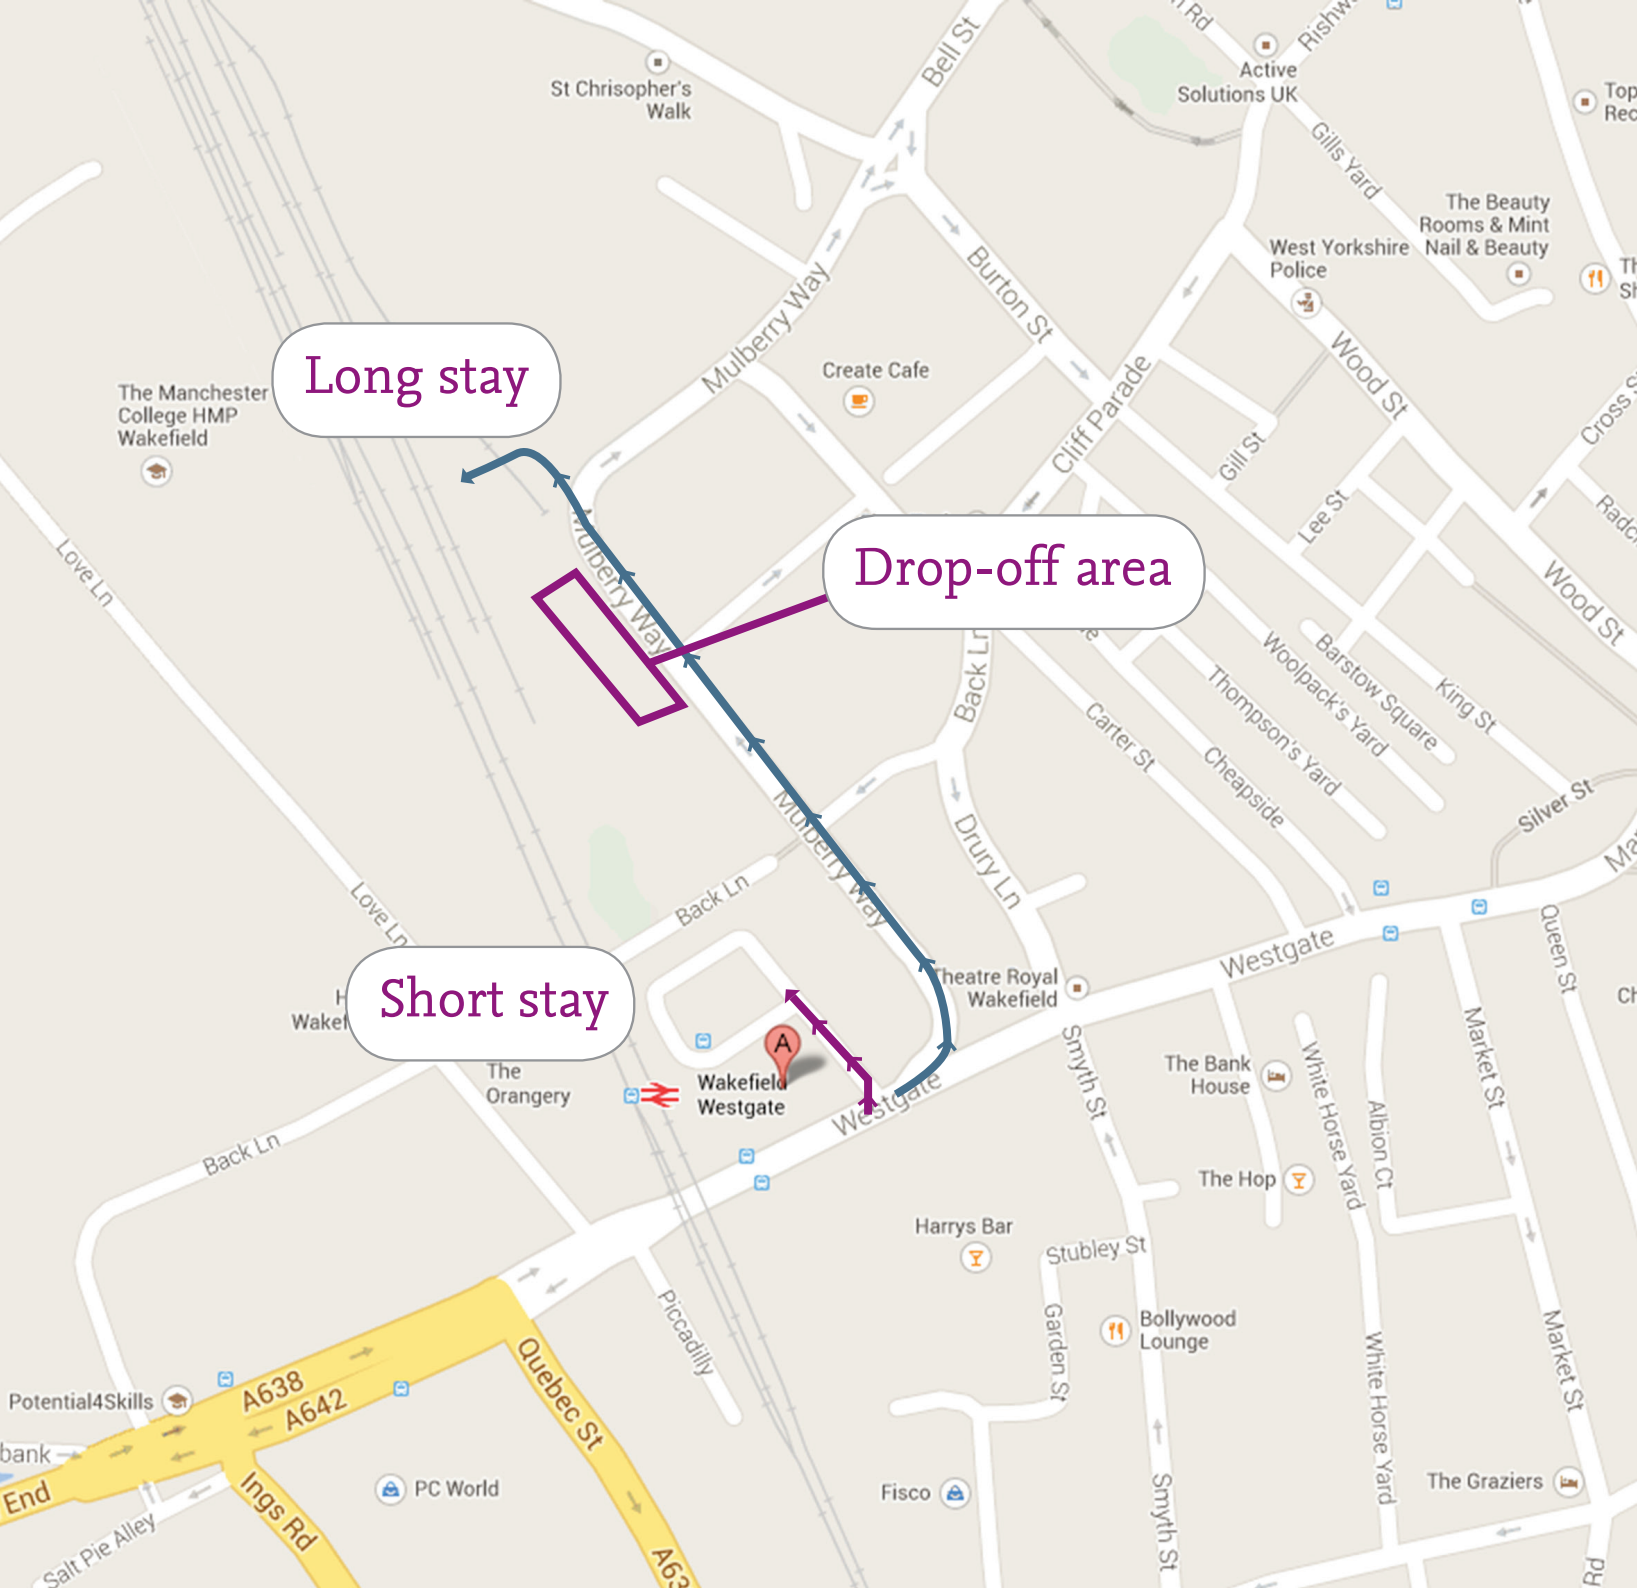 Bell St
St Chrisopher's
Walk
Active
Solutions UK
Gills Yard
The Beauty
Rooms & Mint
Nail & Beauty
West Yorkshire
Police
Burton St
Mulberry Way
Create Cafe
Cliff Parade
Wood St
Gill St
Lee St
Long stay
The Manchester
College HMP
Wakefield
Love Ln
Mulberry Way
Drop-off area
Back Ln
Wood St
Woolpack's Yard
Barstow Square
King St
Thompson's Yard
Carter St
Cheapside
Silver St
Mulberry Way
Drury Ln
Back Ln
Love Ln
Short stay
Theatre Royal
Wakefield
Westgate
Queen St
The
Orangery
A
Wakefield
Westgate
Westgate
Smyth St
The Bank
House
White Horse Yard
Albion Ct
Market St
Back Ln
The Hop
Harrys Bar
Stubley St
Garden St
Bollywood
Lounge
Piccadilly
Potential4Skills
A638
A642
Quebec St
White Horse Yard
Market St
bank
End
Ings Rd
Salt Pie Alley
PC World
Fisco
Smyth St
The Graziers
Rd